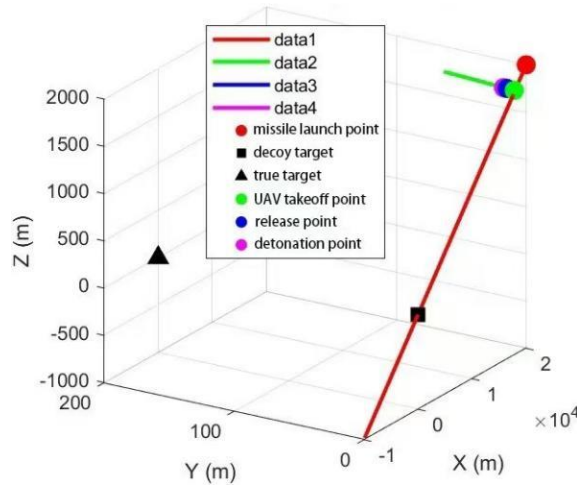 data1
data2
data3
data4
missile launch point
decoy target
true target
UAV takeoff point
release point
detonation point
2000
1500
1000
500
0
-500
-1000
Z (m)
200
100
0
Y (m)
-1
0
1
2
× 10⁴
X (m)